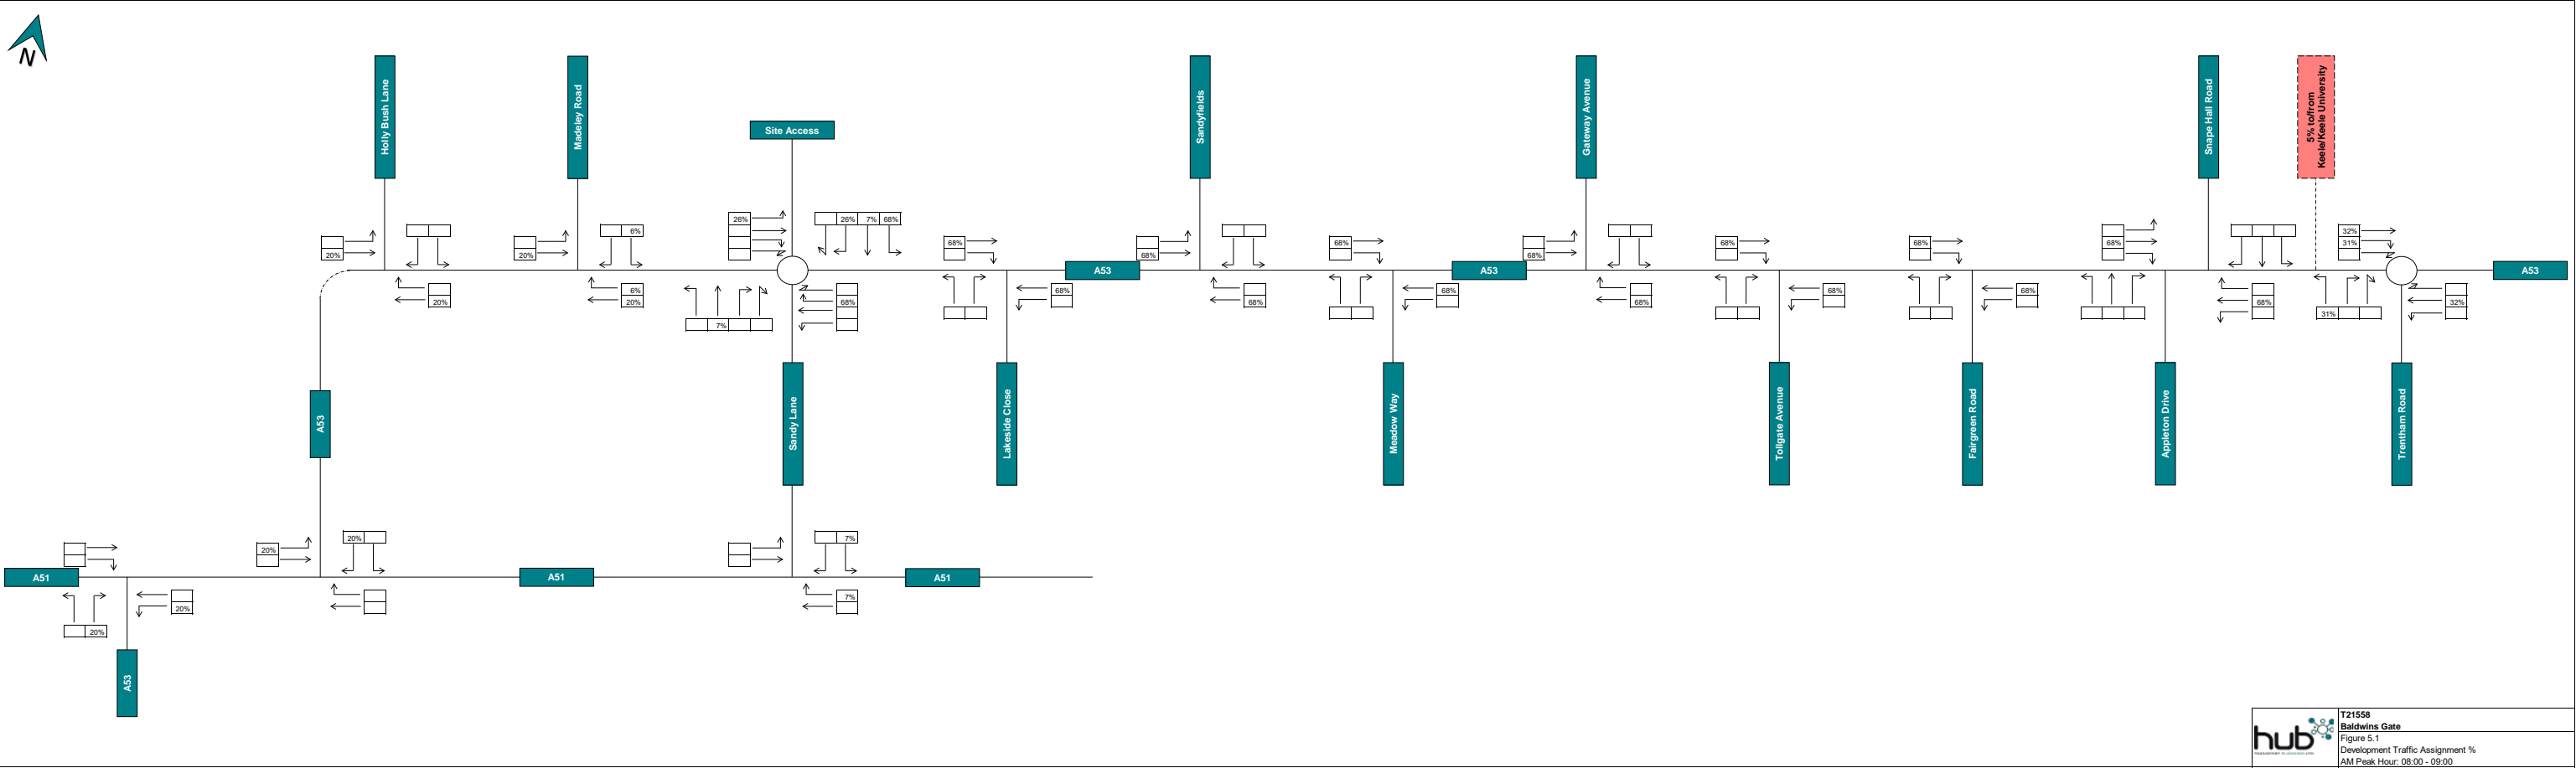 N
Holly Bush Lane
Madeley Road
Site Access
Sandyfields
Gateway Avenue
Snape Hall Road
5% to/from
Keele/Keele University
20%
20%
6%
26%
26% 7% 68%
68%
68%
68%
68%
68%
68%
68%
32%
31%
A53
A53
A53
20%
6%
20%
7%
68%
68%
68%
68%
68%
68%
68%
68%
31%
32%
A53
Sandy Lane
Lakeside Close
Meadow Way
Tollgate Avenue
Fairgreen Road
Appleton Drive
Trentham Road
20%
20%
7%
A51
A51
A51
20%
20%
7%
A53
hub
T21558
Baldwins Gate
Figure 5.1
Development Traffic Assignment %
AM Peak Hour: 08:00 - 09:00